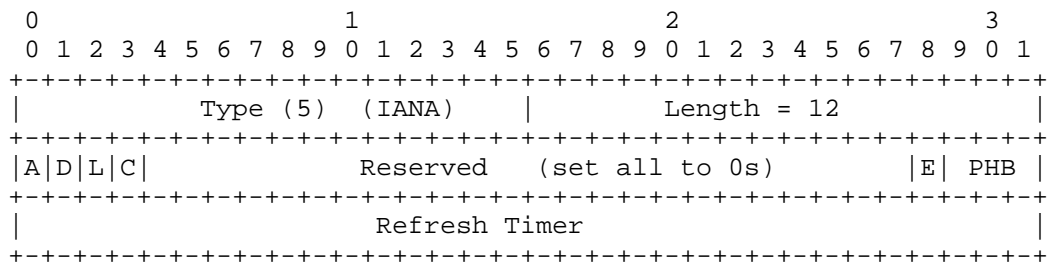 0                   1                   2                   3
 0 1 2 3 4 5 6 7 8 9 0 1 2 3 4 5 6 7 8 9 0 1 2 3 4 5 6 7 8 9 0 1
+-+-+-+-+-+-+-+-+-+-+-+-+-+-+-+-+-+-+-+-+-+-+-+-+-+-+-+-+-+-+-+-+
|           Type (5)  (IANA)    |        Length = 12            |
+-+-+-+-+-+-+-+-+-+-+-+-+-+-+-+-+-+-+-+-+-+-+-+-+-+-+-+-+-+-+-+-+
|A|D|L|C|             Reserved   (set all to 0s)        |E| PHB |
+-+-+-+-+-+-+-+-+-+-+-+-+-+-+-+-+-+-+-+-+-+-+-+-+-+-+-+-+-+-+-+-+
|                      Refresh Timer                            |
+-+-+-+-+-+-+-+-+-+-+-+-+-+-+-+-+-+-+-+-+-+-+-+-+-+-+-+-+-+-+-+-+